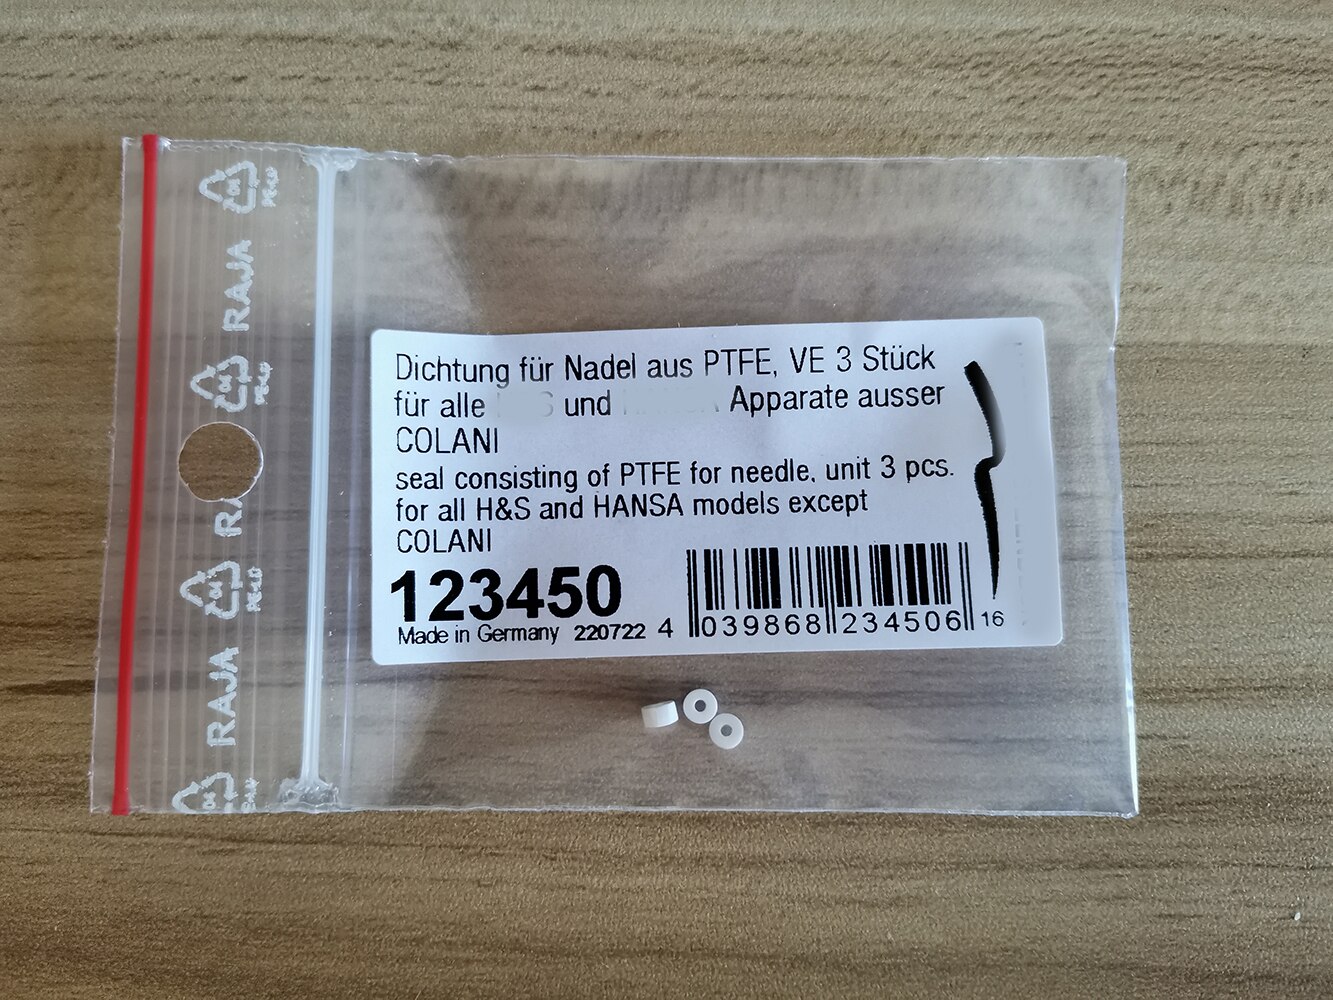 Dichtung für Nadel aus PTFE, VE 3 Stück
für alle und Apparate ausser
COLANI
seal consisting of PTFE for needle, unit 3 pcs.
for all H&S and HANSA models except
COLANI
123450
Made in Germany 220722 4 039868 234506 16
RAJA
RAJA